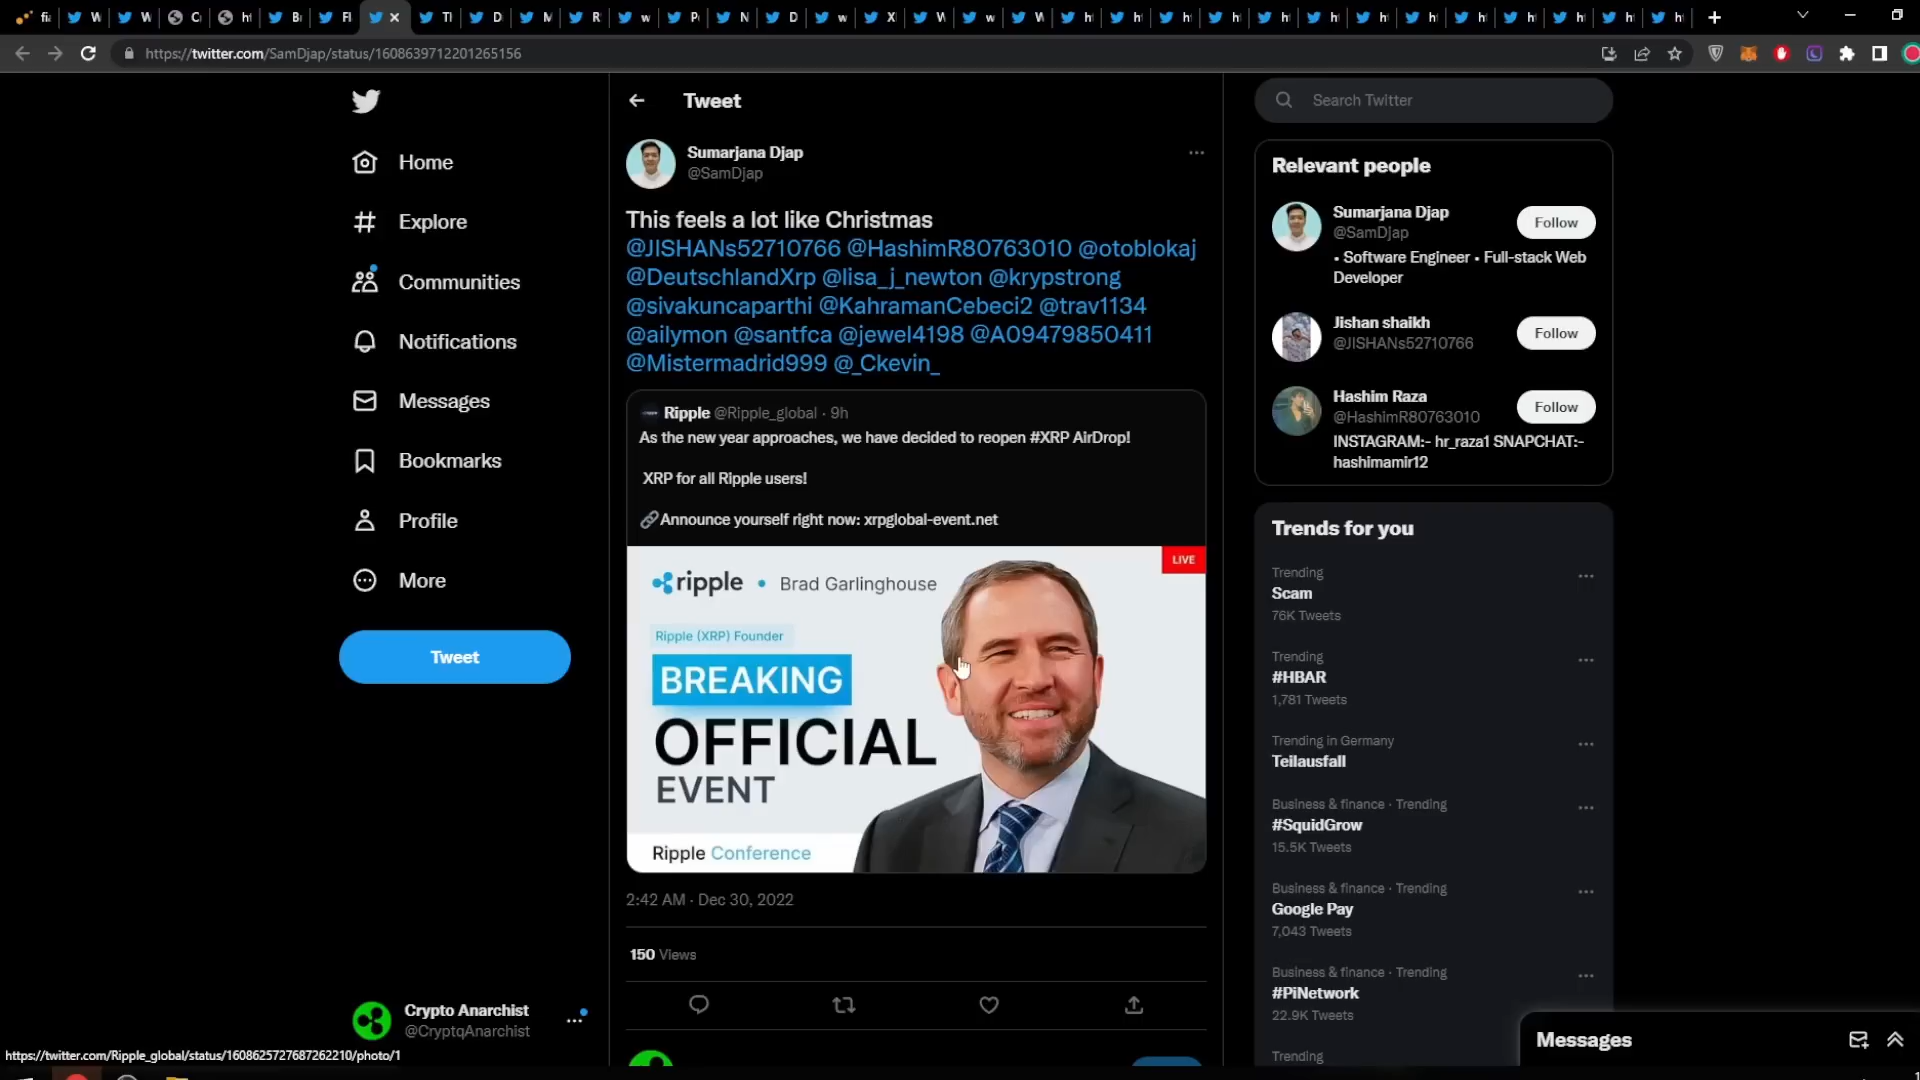 https://twitter.com/SamDjap/status/1608639712201265156
Home
Explore
Communities
Notifications
Messages
Bookmarks
Profile
More
Tweet
Crypto Anarchist
@CryptqAnarchist
https://twitter.com/Ripple_global/status/1608625727687262210/photo/1
Tweet
Sumarjana Djap
@SamDjap
This feels a lot like Christmas
@JISHANs52710766 @HashimR80763010 @otoblokaj
@DeutschlandXrp @lisa_j_newton @krypstrong
@sivakuncaparthi @KahramanCebeci2 @trav1134
@ailymon @santfca @jewel4198 @A09479850411
@Mistermadrid999 @_Ckevin_
Ripple @Ripple_global · 9h
As the new year approaches, we have decided to reopen #XRP AirDrop!
XRP for all Ripple users!
Announce yourself right now: xrpglobal-event.net
LIVE
ripple • Brad Garlinghouse
Ripple (XRP) Founder
BREAKING
OFFICIAL
EVENT
Ripple Conference
2:42 AM · Dec 30, 2022
150 Views
Search Twitter
Relevant people
Sumarjana Djap
@SamDjap
Follow
• Software Engineer • Full-stack Web
Developer
Jishan shaikh
@JISHANs52710766
Follow
Hashim Raza
@HashimR80763010
Follow
INSTAGRAM:- hr_raza1 SNAPCHAT:-
hashimamir12
Trends for you
Trending
Scam
76K Tweets
Trending
#HBAR
1,781 Tweets
Trending in Germany
Teilausfall
Business & finance · Trending
#SquidGrow
15.5K Tweets
Business & finance · Trending
Google Pay
7,043 Tweets
Business & finance · Trending
#PiNetwork
22.9K Tweets
Trending
Messages